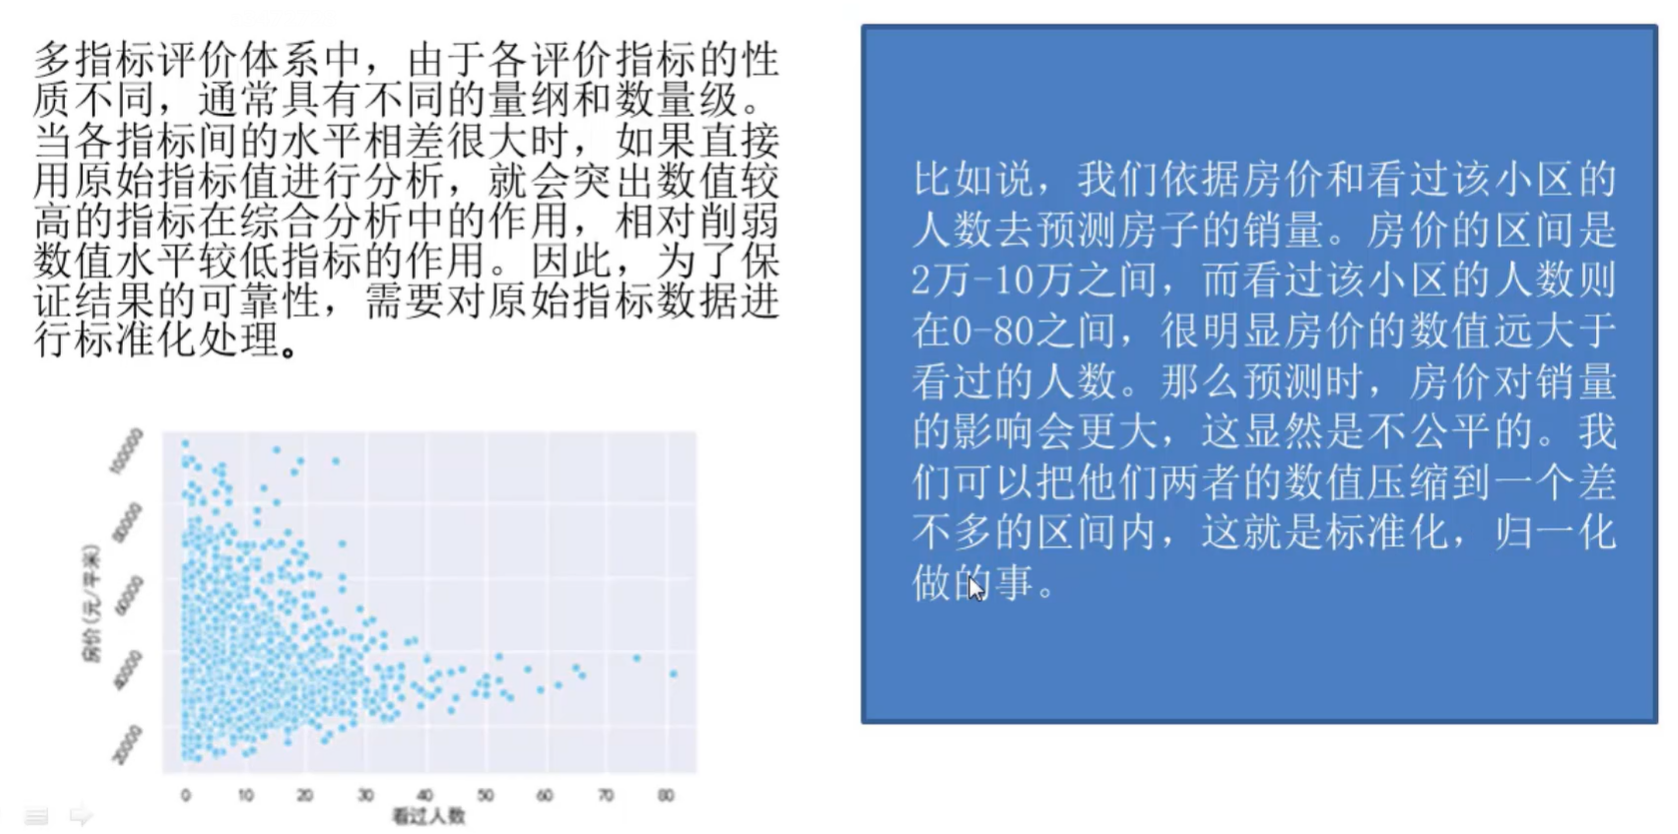 多指标评价体系中，由于各评价指标的性
质不同，通常具有不同的量纲和数量级。
当各指标间的水平相差很大时，如果直接
用原始指标值进行分析，就会突出数值较
高的指标在综合分析中的作用，相对削弱
数值水平较低指标的作用。因此，为了保
证结果的可靠性，需要对原始指标数据进
行标准化处理。
100000
80000
60000
40000
20000
房价(元/平米)
0 10 20 30 40 50 60 70 80
看过人数
比如说，我们依据房价和看过该小区的
人数去预测房子的销量。房价的区间是
2万-10万之间，而看过该小区的人数则
在0-80之间，很明显房价的数值远大于
看过的人数。那么预测时，房价对销量
的影响会更大，这显然是不公平的。我
们可以把他们两者的数值压缩到一个差
不多的区间内，这就是标准化，归一化
做的事。